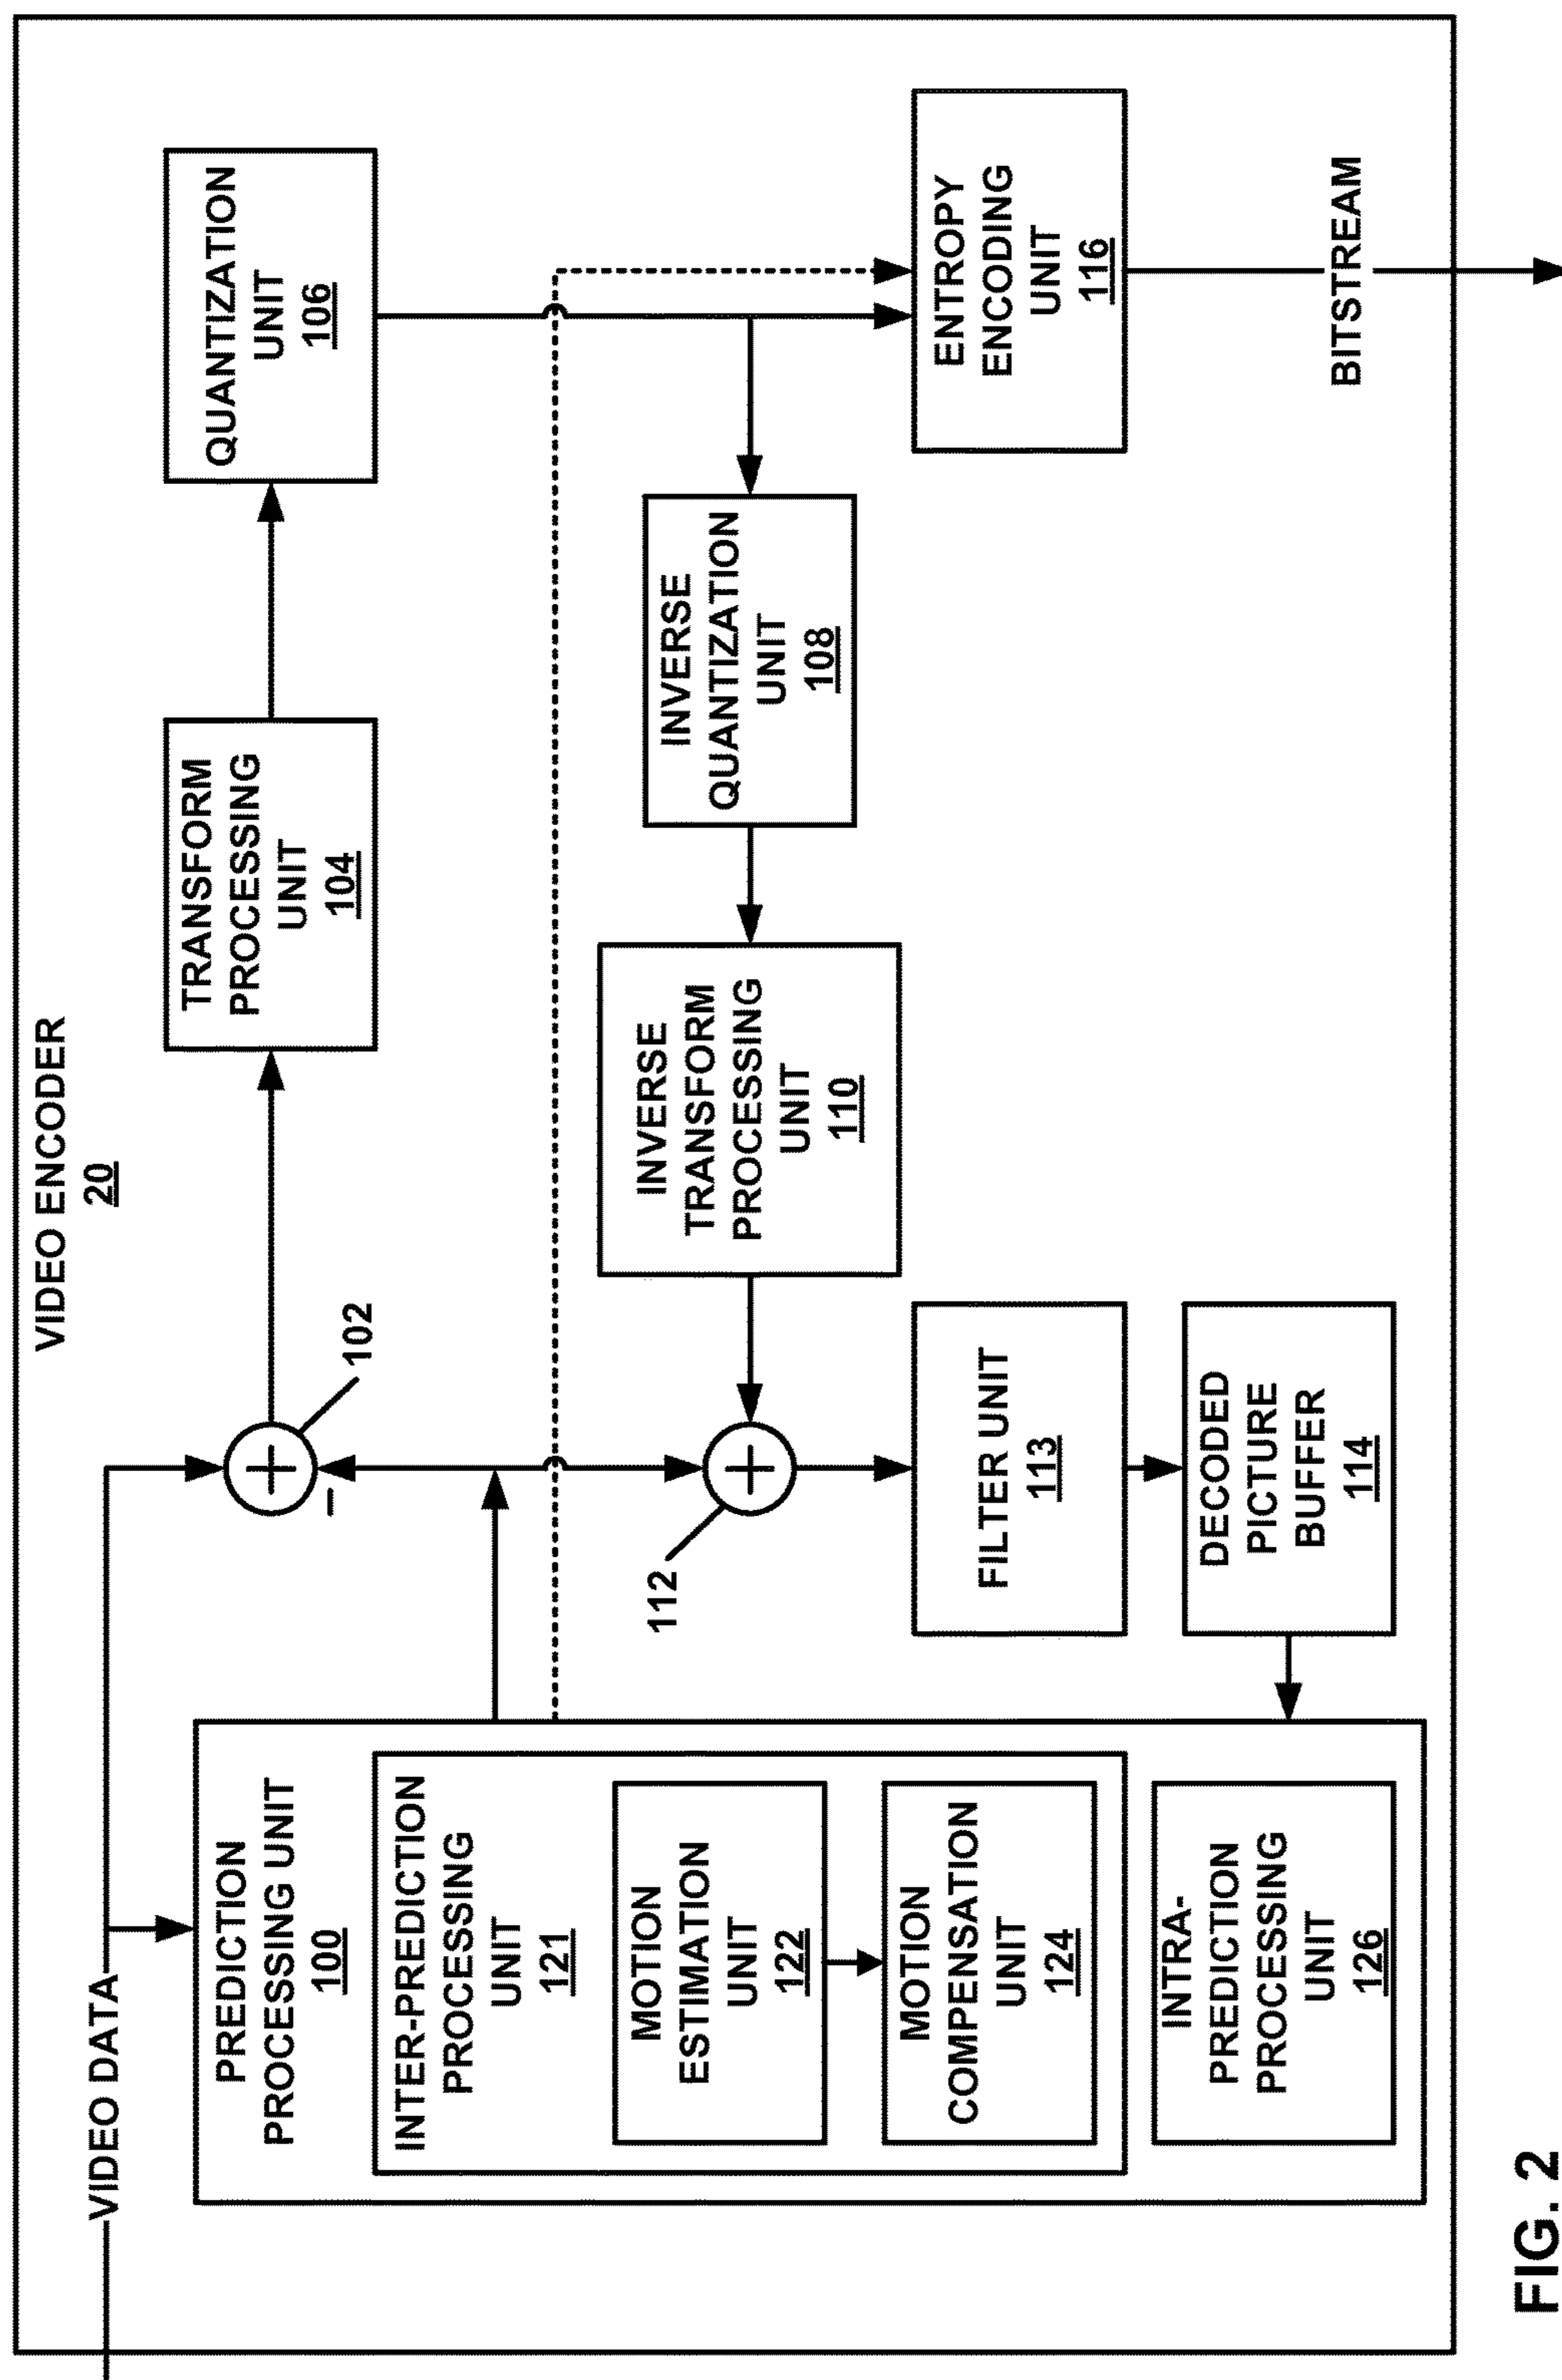 VIDEO ENCODER
20
VIDEO DATA
PREDICTION
PROCESSING UNIT
100
INTER-PREDICTION
PROCESSING
UNIT
121
MOTION
ESTIMATION
UNIT
122
MOTION
COMPENSATION
UNIT
124
INTRA-
PREDICTION
PROCESSING
UNIT
126
102
–
TRANSFORM
PROCESSING
UNIT
104
QUANTIZATION
UNIT
106
INVERSE
QUANTIZATION
UNIT
108
INVERSE
TRANSFORM
PROCESSING
UNIT
110
112
FILTER UNIT
113
DECODED
PICTURE
BUFFER
114
ENTROPY
ENCODING
UNIT
116
BITSTREAM
FIG. 2